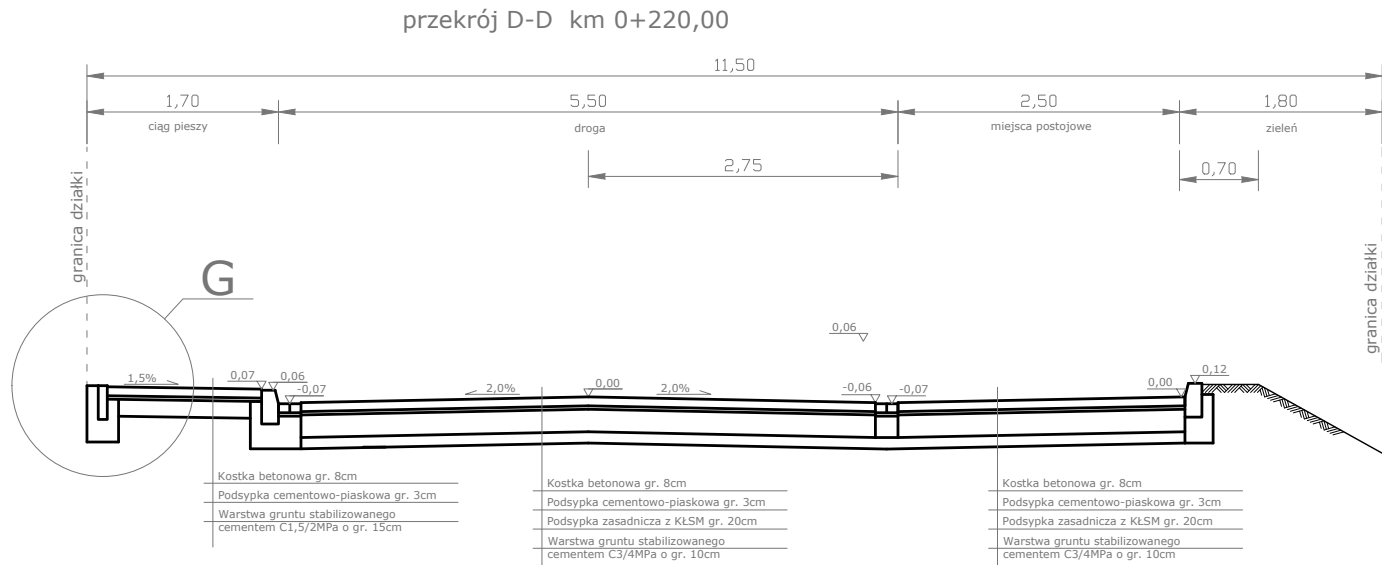 przekrój D-D km 0+220,00
11,50
1,70
5,50
2,50
1,80
ciąg pieszy
droga
miejsca postojowe
zieleń
2,75
0,70
granica działki
granica działki
G
0,06
1,5%
0,07
0,06
-0,07
2,0%
0,00
2,0%
-0,06
-0,07
0,00
0,12
Kostka betonowa gr. 8cm
Podsypka cementowo-piaskowa gr. 3cm
Warstwa gruntu stabilizowanego
cementem C1,5/2MPa o gr. 15cm
Kostka betonowa gr. 8cm
Podsypka cementowo-piaskowa gr. 3cm
Podsypka zasadnicza z KŁSM gr. 20cm
Warstwa gruntu stabilizowanego
cementem C3/4MPa o gr. 10cm
Kostka betonowa gr. 8cm
Podsypka cementowo-piaskowa gr. 3cm
Podsypka zasadnicza z KŁSM gr. 20cm
Warstwa gruntu stabilizowanego
cementem C3/4MPa o gr. 10cm